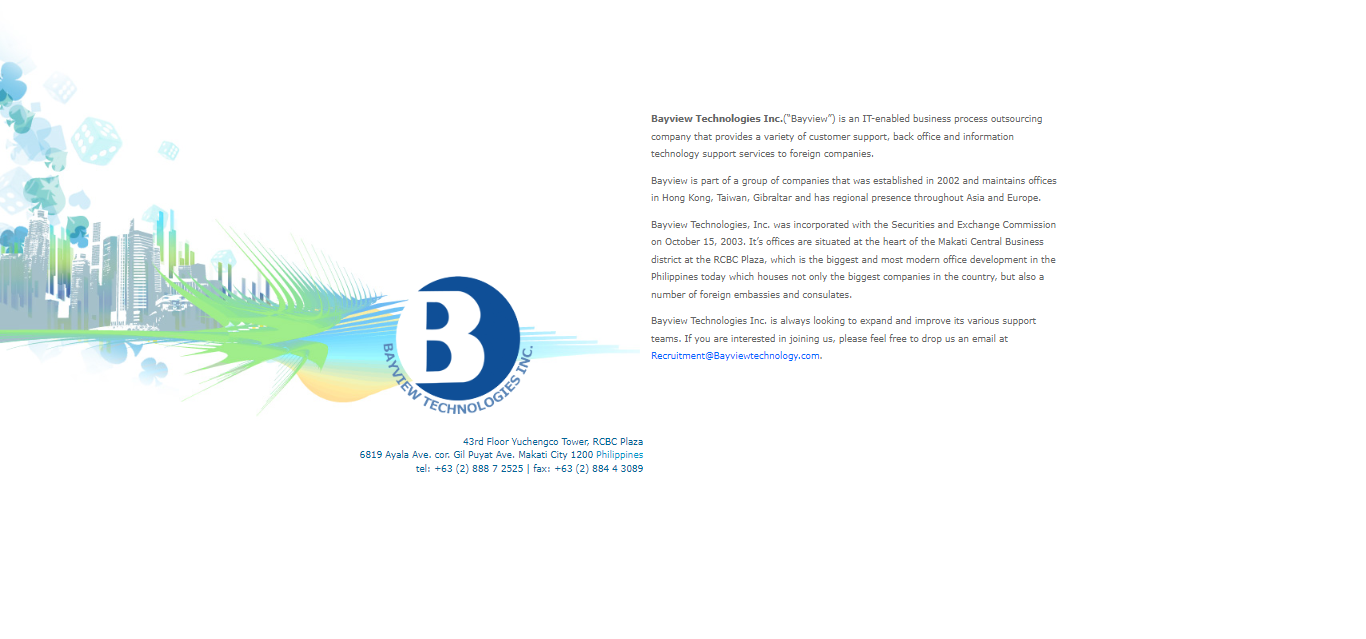 Bayview Technologies Inc.("Bayview") is an IT-enabled business process outsourcing
company that provides a variety of customer support, back office and information
technology support services to foreign companies.
Bayview is part of a group of companies that was established in 2002 and maintains offices
in Hong Kong, Taiwan, Gibraltar and has regional presence throughout Asia and Europe.
Bayview Technologies, Inc. was incorporated with the Securities and Exchange Commission
on October 15, 2003. It's offices are situated at the heart of the Makati Central Business
district at the RCBC Plaza, which is the biggest and most modern office development in the
Philippines today which houses not only the biggest companies in the country, but also a
number of foreign embassies and consulates.
Bayview Technologies Inc. is always looking to expand and improve its various support
teams. If you are interested in joining us, please feel free to drop us an email at
Recruitment@Bayviewtechnology.com.
B
BAYVIEW TECHNOLOGIES INC.
43rd Floor Yuchengco Tower, RCBC Plaza
6819 Ayala Ave. cor. Gil Puyat Ave. Makati City 1200 Philippines
tel: +63 (2) 888 7 2525 | fax: +63 (2) 884 4 3089